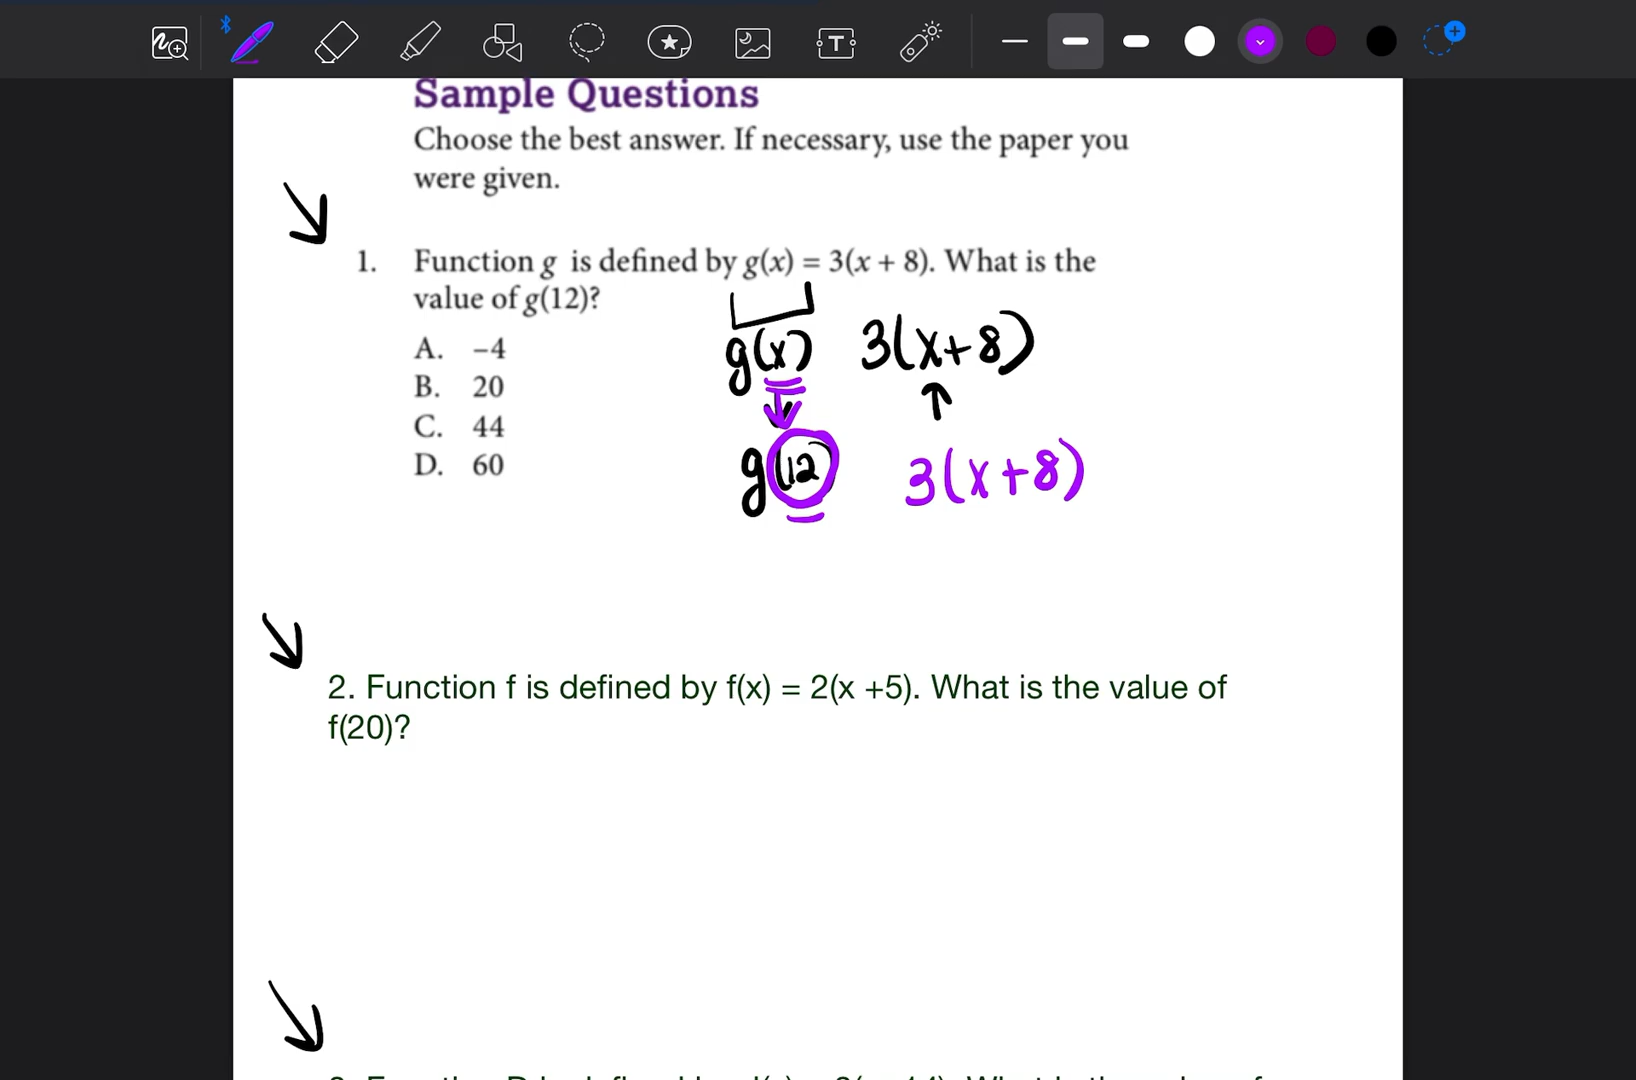 Sample Questions
Choose the best answer. If necessary, use the paper you
were given.
1. Function g is defined by g(x) = 3(x + 8). What is the
value of g(12)?
A. −4
B. 20
C. 44
D. 60
g(x) 3(x+8)
g(12) 3(x+8)
2. Function f is defined by f(x) = 2(x +5). What is the value of
f(20)?